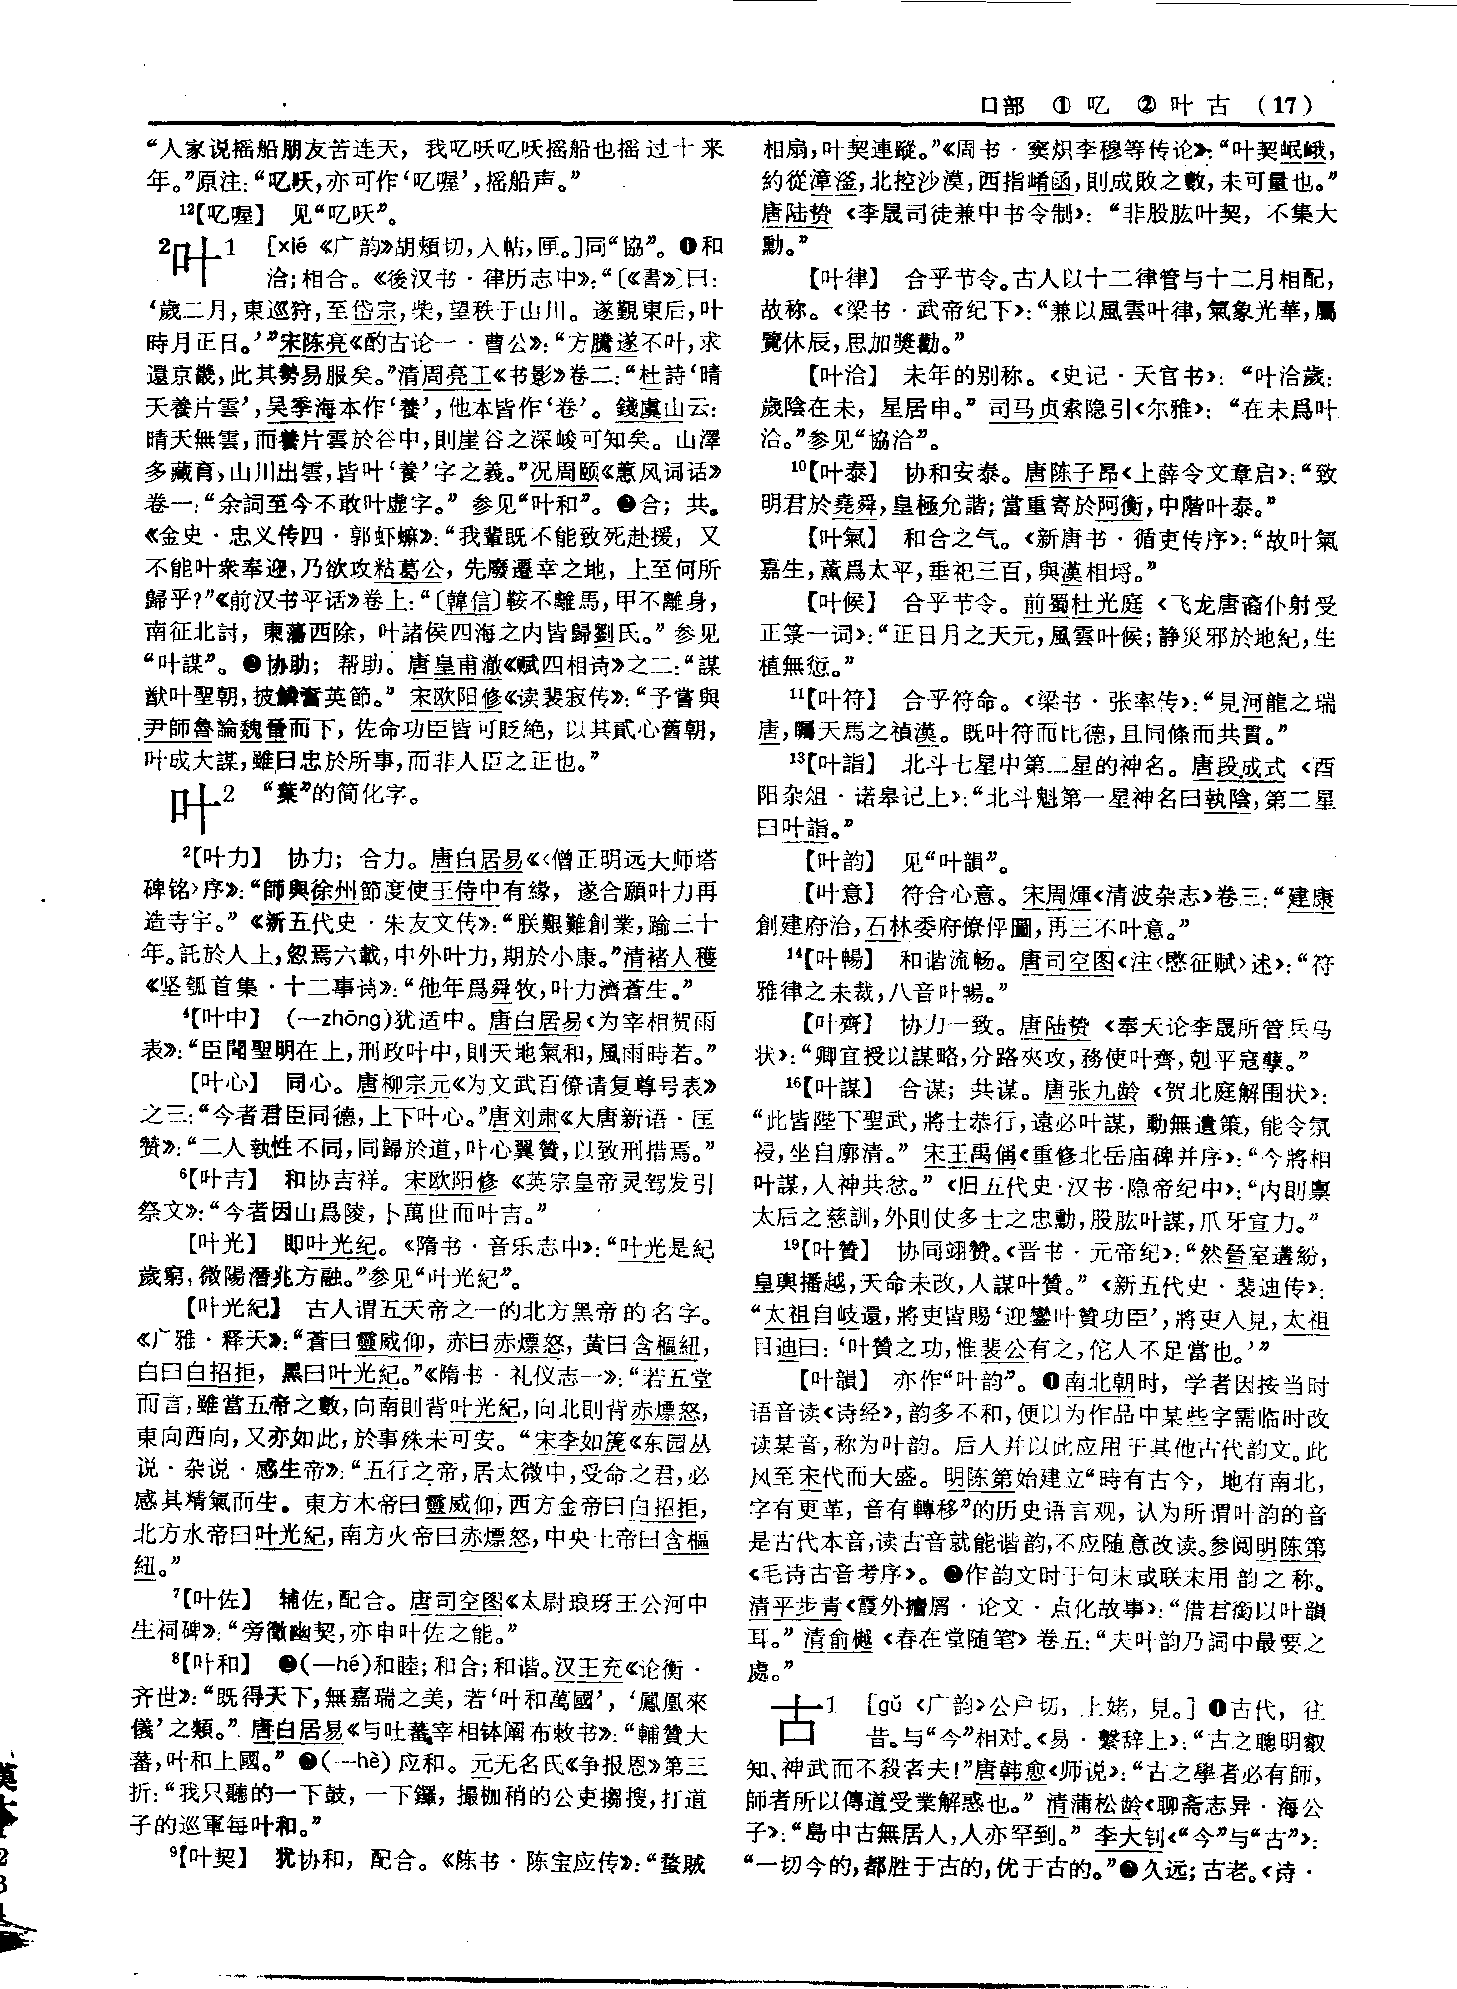 口部 ① 叹 ② 叶古 (17)
“人家说摇船朋友苦连天，我吆呹吆呹摇船也摇过十来
年。”原注：“吆呹，亦可作‘吆喔’，摇船声。”
¹²【吆喔】 见“吆呹”。
²叶1 [xié 《广韵》胡頰切，入帖，匣。]同“協”。❶和
洽；相合。《後汉书·律历志中》：“〔《書》〕曰：
‘歲二月，東巡狩，至岱宗，柴，望秩于山川。遂覲東后，叶
時月正日。’”宋陈亮《酌古论一·曹公》：“方騰遂不叶，求
還京畿，此其勢易服矣。”清周亮工《书影》卷二：“杜詩‘晴
天養片雲’，吴季海本作‘養’，他本皆作‘卷’。錢虞山云：
晴天無雲，而養片雲於谷中，則崖谷之深峻可知矣。山澤
多藏育，山川出雲，皆叶‘養’字之義。”况周颐《蕙风词话》
卷一：“余詞至今不敢叶虚字。” 参见“叶和”。❷合；共。
《金史·忠义传四·郭虾蟆》：“我輩既不能致死赴援，又
不能叶衆奉迎，乃欲攻粘葛公，先廢遷幸之地，上至何所
歸乎？”《前汉书平话》卷上：“〔韓信〕鞍不離馬，甲不離身，
南征北討，東蕩西除，叶諸侯四海之内皆歸劉氏。” 参见
“叶謀”。❸协助；帮助。唐皇甫澈《赋四相诗》之二：“謀
猷叶聖朝，披鱗奮英節。” 宋欧阳修《读裴寂传》：“予嘗與
尹師魯論魏晉而下，佐命功臣皆可貶絶，以其貳心舊朝，
叶成大謀，雖曰忠於所事，而非人臣之正也。”
叶2 “葉”的简化字。
²【叶力】 协力；合力。唐白居易《〈僧正明远大师塔
碑铭〉序》：“師與徐州節度使王侍中有緣，遂合願叶力再
造寺宇。”《新五代史·朱友文传》：“朕艱難創業，踰三十
年。託於人上，忽焉六載，中外叶力，期於小康。”清褚人穫
《坚瓠首集·十二事诗》：“他年爲舜牧，叶力濟蒼生。”
⁴【叶中】 (—zhōng)犹适中。唐白居易《为宰相贺雨
表》：“臣聞聖明在上，刑政叶中，則天地氣和，風雨時若。”
【叶心】 同心。唐柳宗元《为文武百僚请复尊号表》
之三：“今者君臣同德，上下叶心。”唐刘肃《大唐新语·匡
赞》：“二人執性不同，同歸於道，叶心翼贊，以致刑措焉。”
⁶【叶吉】 和协吉祥。宋欧阳修《英宗皇帝灵驾发引
祭文》：“今者因山爲陵，卜萬世而叶吉。”
【叶光】 即叶光纪。《隋书·音乐志中》：“叶光是紀
歲窮，微陽潛兆方融。”参见“叶光紀”。
【叶光紀】 古人谓五天帝之一的北方黑帝的名字。
《广雅·释天》：“蒼曰靈威仰，赤曰赤熛怒，黄曰含樞紐，
白曰白招拒，黑曰叶光紀。”《隋书·礼仪志一》：“若五堂
而言，雖當五帝之數，向南則背叶光紀，向北則背赤熛怒，
東向西向，又亦如此，於事殊未可安。“宋李如篪《东园丛
说·杂说·感生帝》：“五行之帝，居太微中，受命之君，必
感其精氣而生。東方木帝曰靈威仰，西方金帝曰白招拒，
北方水帝曰叶光紀，南方火帝曰赤熛怒，中央土帝曰含樞
紐。”
⁷【叶佐】 辅佐，配合。唐司空图《太尉琅玡王公河中
生祠碑》：“旁徵幽契，亦申叶佐之能。”
⁸【叶和】 ❶(—hé)和睦；和合；和谐。汉王充《论衡·
齐世》：“既得天下，無嘉瑞之美，若‘叶和萬國’，‘鳳凰來
儀’之類。”唐白居易《与吐蕃宰相钵阐布敕书》：“輔贊大
蕃，叶和上國。” ❷(—hè)应和。元无名氏《争报恩》第三
折：“我只聽的一下鼓，一下鑼，撮枷稍的公吏搊搜，打道
子的巡軍每叶和。”
⁹【叶契】 犹协和，配合。《陈书·陈宝应传》：“蝥賊
相扇，叶契連蹤。”《周书·窦炽李穆等传论》：“叶契岷峨，
約從漳滏，北控沙漠，西指崤函，則成敗之數，未可量也。”
唐陆贽《李晟司徒兼中书令制》：“非股肱叶契，不集大
勳。”
【叶律】 合乎节令。古人以十二律管与十二月相配，
故称。《梁书·武帝纪下》：“兼以風雲叶律，氣象光華，屬
覽休辰，思加獎勸。”
【叶洽】 未年的别称。《史记·天官书》：“叶洽歲：
歲陰在未，星居申。”司马贞索隐引《尔雅》：“在未爲叶
洽。”参见“協洽”。
¹⁰【叶泰】 协和安泰。唐陈子昂《上薛令文章启》：“致
明君於堯舜，皇極允諧；當重寄於阿衡，中階叶泰。”
【叶氣】 和合之气。《新唐书·循吏传序》：“故叶氣
嘉生，薰爲太平，垂祀三百，與漢相埒。”
【叶候】 合乎节令。前蜀杜光庭《飞龙唐裔仆射受
正箓一词》：“正日月之天元，風雲叶候；静災邪於地紀，生
植無愆。”
¹¹【叶符】 合乎符命。《梁书·张率传》：“見河龍之瑞
唐，矚天馬之禎漢。既叶符而比德，且同條而共貫。”
¹³【叶詣】 北斗七星中第二星的神名。唐段成式《酉
阳杂俎·诺皋记上》：“北斗魁第一星神名曰執陰，第二星
曰叶詣。”
【叶韵】 见“叶韻”。
【叶意】 符合心意。宋周煇《清波杂志》卷三：“建康
創建府治，石林委府僚伻圖，再三不叶意。”
¹⁴【叶暢】 和谐流畅。唐司空图《注〈愍征赋〉述》：“符
雅律之未裁，八音叶暢。”
【叶齊】 协力一致。唐陆贽《奉天论李晟所管兵马
状》：“卿宜授以謀略，分路夾攻，務使叶齊，剋平寇孽。”
¹⁶【叶謀】 合谋；共谋。唐张九龄《贺北庭解围状》：
“此皆陛下聖武，將士恭行，遠必叶謀，動無遺策，能令氛
祲，坐自廓清。” 宋王禹偁《重修北岳庙碑并序》：“今將相
叶謀，人神共忿。”《旧五代史·汉书·隐帝纪中》：“内則禀
太后之慈訓，外則仗多士之忠勳，股肱叶謀，爪牙宣力。”
¹⁹【叶贊】 协同翊赞。《晋书·元帝纪》：“然晉室遘紛，
皇輿播越，天命未改，人謀叶贊。”《新五代史·裴迪传》：
“太祖自岐還，將吏皆賜‘迎鑾叶贊功臣’，將吏入見，太祖
目迪曰：‘叶贊之功，惟裴公有之，佗人不足當也。’”
【叶韻】 亦作“叶韵”。❶南北朝时，学者因按当时
语音读《诗经》，韵多不和，便以为作品中某些字需临时改
读某音，称为叶韵。后人并以此应用于其他古代韵文。此
风至宋代而大盛。明陈第始建立“時有古今，地有南北，
字有更革，音有轉移”的历史语言观，认为所谓叶韵的音
是古代本音，读古音就能谐韵，不应随意改读。参阅明陈第
《毛诗古音考序》。❷作韵文时于句末或联末用韵之称。
清平步青《霞外攟屑·论文·点化故事》：“借君衡以叶韻
耳。”清俞樾《春在堂随笔》卷五：“夫叶韵乃詞中最要之
處。”
古1 [gǔ 《广韵》公户切，上姥，見。] ❶古代，往
昔。与“今”相对。《易·繫辞上》：“古之聰明叡
知、神武而不殺者夫！”唐韩愈《师说》：“古之學者必有師，
師者所以傳道受業解惑也。”清蒲松龄《聊斋志异·海公
子》：“島中古無居人，人亦罕到。” 李大钊《“今”与“古”》：
“一切今的，都胜于古的，优于古的。”❷久远；古老。《诗·